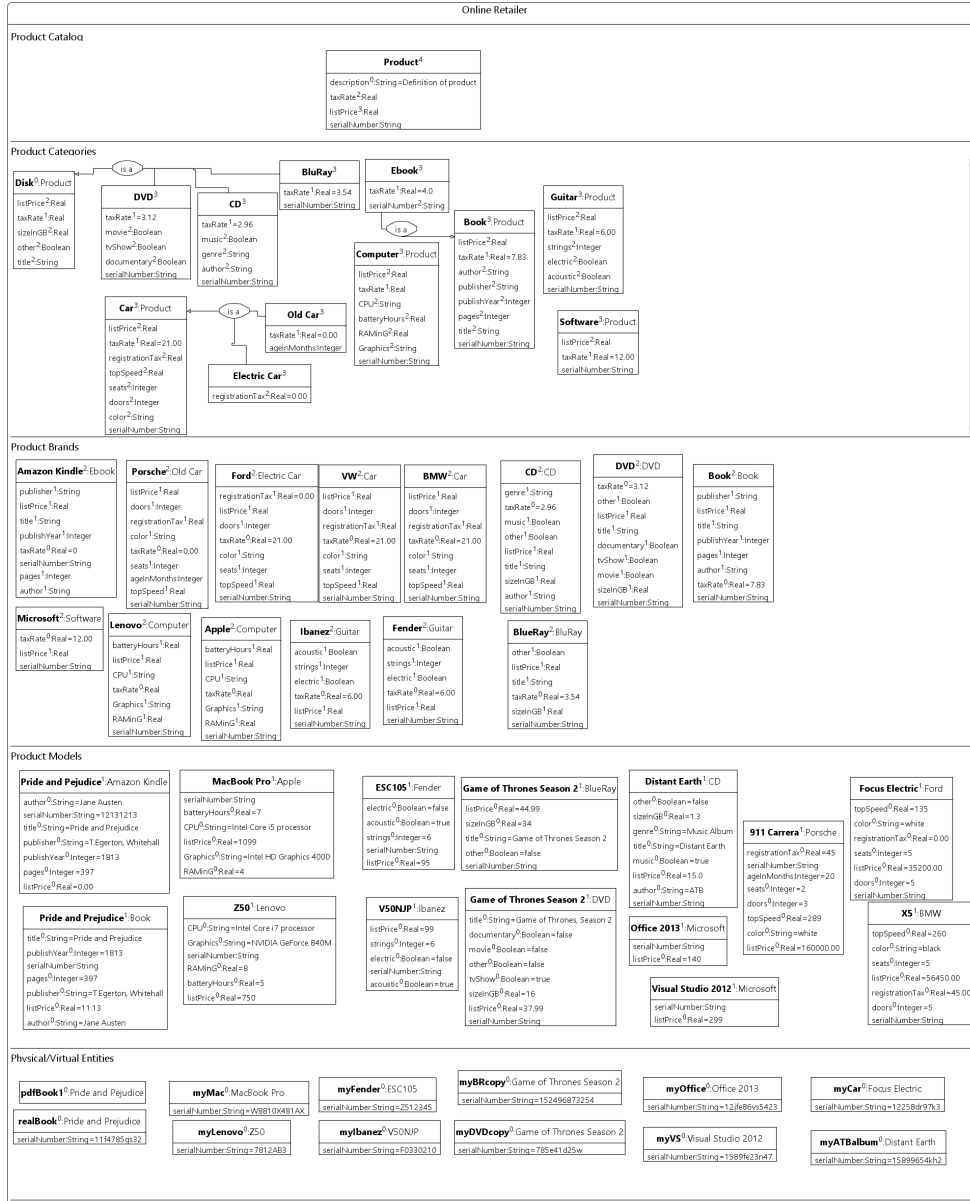 Online Retailer
Product Catalog
Product⁴
description⁰:String=Definition of product
taxRate²:Real
listPrice³:Real
serialNumber:String
Product Categories
is a
Disk⁰:Product
listPrice²:Real
taxRate¹:Real
sizeInGB²:Real
other²:Boolean
title²:String
DVD³
taxRate¹=3.12
movie²:Boolean
tvShow²:Boolean
documentary²:Boolean
serialNumber:String
CD³
taxRate¹=2.96
music²:Boolean
genre²:String
author²:String
serialNumber:String
BluRay³
taxRate¹:Real=3.54
serialNumber:String
Ebook³
taxRate¹:Real=4.0
serialNumber²:String
is a
Computer³:Product
listPrice²:Real
taxRate¹:Real
CPU²:String
batteryHours²:Real
RAMinG²:Real
Graphics²:String
serialNumber:String
Book³:Product
listPrice²:Real
taxRate¹:Real=7.83
author²:String
publisher²:String
publishYear²:Integer
pages²:Integer
title²:String
serialNumber:String
Guitar³:Product
listPrice²:Real
taxRate¹:Real=6.00
strings²:Integer
electric²:Boolean
acoustic²:Boolean
serialNumber:String
Software³:Product
listPrice²:Real
taxRate¹:Real=12.00
serialNumber:String
Car³:Product
listPrice²:Real
taxRate¹:Real=21.00
registrationTax²:Real
topSpeed²:Real
seats²:Integer
doors²:Integer
color²:String
serialNumber:String
is a
Old Car³
taxRate¹:Real=0.00
ageInMonths:Integer
Electric Car³
registrationTax²:Real=0.00
Product Brands
Amazon Kindle²:Ebook
publisher¹:String
listPrice¹:Real
title¹:String
publishYear¹:Integer
taxRate⁰:Real=0
serialNumber:String
pages¹:Integer
author¹:String
Porsche²:Old Car
listPrice¹:Real
doors¹:Integer
registrationTax¹:Real
color¹:String
taxRate⁰:Real=0.00
seats¹:Integer
ageInMonths:Integer
topSpeed¹:Real
serialNumber:String
Ford²:Electric Car
registrationTax¹:Real=0.00
listPrice¹:Real
doors¹:Integer
taxRate⁰:Real=21.00
color¹:String
seats¹:Integer
topSpeed¹:Real
serialNumber:String
VW²:Car
listPrice¹:Real
doors¹:Integer
registrationTax¹:Real
taxRate⁰:Real=21.00
color¹:String
seats¹:Integer
topSpeed¹:Real
serialNumber:String
BMW²:Car
listPrice¹:Real
doors¹:Integer
registrationTax¹:Real
taxRate⁰:Real=21.00
color¹:String
seats¹:Integer
topSpeed¹:Real
serialNumber:String
CD²:CD
genre¹:String
taxRate⁰:Real=2.96
music¹:Boolean
other¹:Boolean
listPrice¹:Real
title¹:String
sizeInGB¹:Real
author¹:String
serialNumber:String
DVD²:DVD
taxRate⁰=3.12
other¹:Boolean
listPrice¹:Real
title¹:String
documentary¹:Boolean
tvShow¹:Boolean
movie¹:Boolean
sizeInGB¹:Real
serialNumber:String
Book²:Book
publisher¹:String
listPrice¹:Real
title¹:String
publishYear¹:Integer
pages¹:Integer
author¹:String
taxRate⁰:Real=7.83
serialNumber:String
Microsoft²:Software
taxRate⁰:Real=12.00
listPrice¹:Real
serialNumber:String
Lenovo²:Computer
batteryHours¹:Real
listPrice¹:Real
CPU¹:String
taxRate⁰:Real
Graphics¹:String
RAMinG¹:Real
serialNumber:String
Apple²:Computer
batteryHours¹:Real
listPrice¹:Real
CPU¹:String
taxRate⁰:Real
Graphics¹:String
RAMinG¹:Real
serialNumber:String
Ibanez²:Guitar
acoustic¹:Boolean
strings¹:Integer
electric¹:Boolean
taxRate⁰:Real=6.00
listPrice¹:Real
serialNumber:String
Fender²:Guitar
acoustic¹:Boolean
strings¹:Integer
electric¹:Boolean
taxRate⁰:Real=6.00
listPrice¹:Real
serialNumber:String
BlueRay²:BluRay
other¹:Boolean
listPrice¹:Real
title¹:String
taxRate⁰:Real=3.54
sizeInGB¹:Real
serialNumber:String
Product Models
Pride and Pejudice¹:Amazon Kindle
author⁰:String=Jane Austen
serialNumber:String=12131213
title⁰:String=Pride and Prejudice
publisher⁰:String=T.Egerton, Whitehall
publishYear⁰:Integer=1813
pages⁰:Integer=397
listPrice⁰:Real=0.00
MacBook Pro¹:Apple
serialNumber:String
batteryHours⁰:Real=7
CPU⁰:String=Intel Core i5 processor
listPrice⁰:Real=1099
Graphics⁰:String=Intel HD Graphics 4000
RAMinG⁰:Real=4
ESC105¹:Fender
electric⁰:Boolean=false
acoustic⁰:Boolean=true
strings⁰:Integer=6
serialNumber:String
listPrice⁰:Real=95
Game of Thrones Season 2¹:BlueRay
listPrice⁰:Real=44.99
sizeInGB⁰:Real=34
title⁰:String=Game of Thrones Season 2
other⁰:Boolean=false
serialNumber:String
Distant Earth¹:CD
other⁰:Boolean=false
sizeInGB⁰:Real=1.3
genre⁰:String=Music Album
title⁰:String=Distant Earth
music⁰:Boolean=true
listPrice⁰:Real=15.0
author⁰:String=ATB
serialNumber:String
911 Carrera¹:Porsche
registrationTax⁰:Real=45
serialNumber:String
ageInMonths:Integer=20
seats⁰:Integer=2
doors⁰:Integer=3
topSpeed⁰:Real=289
color⁰:String=white
listPrice⁰:Real=160000.00
Focus Electric¹:Ford
topSpeed⁰:Real=135
color⁰:String=white
registrationTax⁰:Real=0.00
seats⁰:Integer=5
listPrice⁰:Real=35200.00
doors⁰:Integer=5
serialNumber:String
Pride and Prejudice¹:Book
title⁰:String=Pride and Prejudice
publishYear⁰:Integer=1813
serialNumber:String
pages⁰:Integer=397
publisher⁰:String=T.Egerton, Whitehall
listPrice⁰:Real=11.13
author⁰:String=Jane Austen
Z50¹:Lenovo
CPU⁰:String=Intel Core i7 processor
Graphics⁰:String=NVIDIA GeForce 840M
serialNumber:String
RAMinG⁰:Real=8
batteryHours⁰:Real=5
listPrice⁰:Real=750
V50NJP¹:Ibanez
listPrice⁰:Real=99
strings⁰:Integer=6
electric⁰:Boolean=false
serialNumber:String
acoustic⁰:Boolean=true
Game of Thrones Season 2¹:DVD
title⁰:String=Game of Thrones, Season 2
documentary⁰:Boolean=false
movie⁰:Boolean=false
other⁰:Boolean=false
tvShow⁰:Boolean=true
sizeInGB⁰:Real=16
listPrice⁰:Real=37.99
serialNumber:String
Office 2013¹:Microsoft
serialNumber:String
listPrice⁰:Real=140
Visual Studio 2012¹:Microsoft
serialNumber:String
listPrice⁰:Real=299
X5¹:BMW
topSpeed⁰:Real=260
color⁰:String=black
seats⁰:Integer=5
listPrice⁰:Real=56450.00
registrationTax⁰:Real=45.00
doors⁰:Integer=5
serialNumber:String
Physical/Virtual Entities
pdfBook1⁰:Pride and Pejudice
realBook⁰:Pride and Prejudice
serialNumber:String=11f4785gs32
myMac⁰:MacBook Pro
serialNumber:String=W8810X481AX
myLenovo⁰:Z50
serialNumber:String=7812AB3
myFender⁰:ESC105
serialNumber:String=Z512345
myIbanez⁰:V50NJP
serialNumber:String=F0330210
myBRcopy⁰:Game of Thrones Season 2
serialNumber:String=152496873254
myDVDcopy⁰:Game of Thrones Season 2
serialNumber:String=785e41d25w
myOffice⁰:Office 2013
serialNumber:String=12jfe86vs5423
myVS⁰:Visual Studio 2012
serialNumber:String=1589fe23n47
myCar⁰:Focus Electric
serialNumber:String=12258dr97k3
myATBalbum⁰:Distant Earth
serialNumber:String=15899654kh2